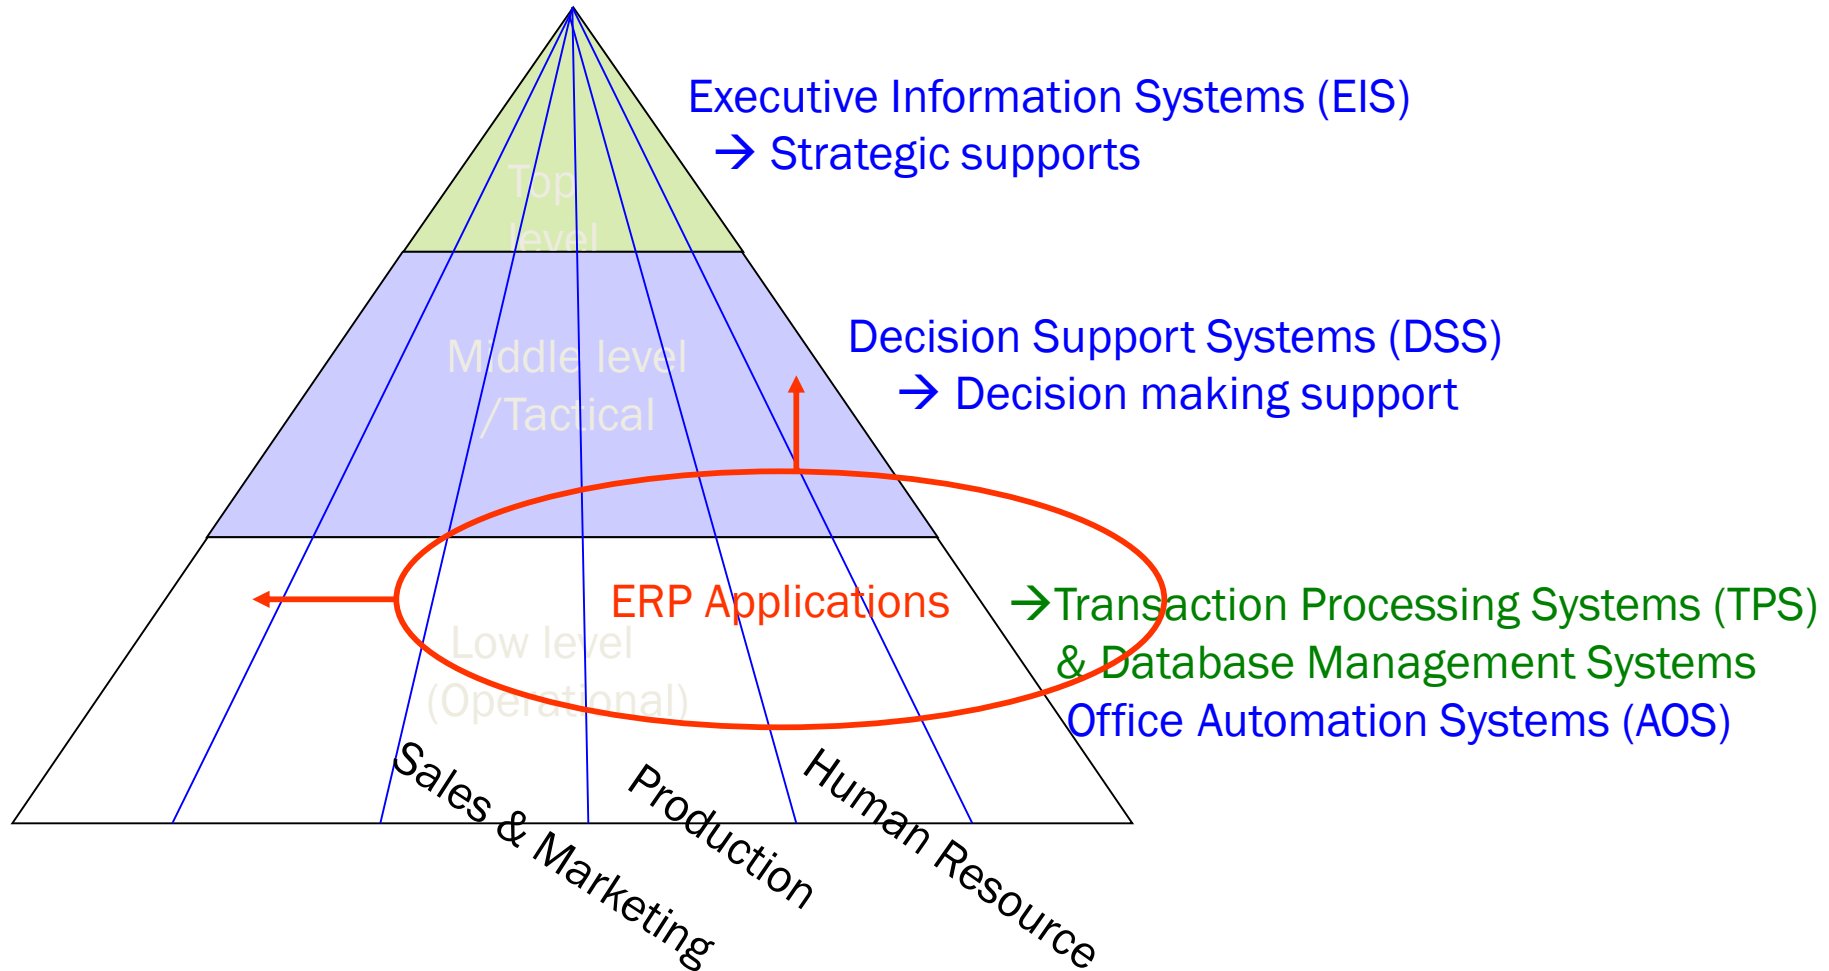 Executive Information Systems (EIS)
→ Strategic supports
Top
level
Decision Support Systems (DSS)
→ Decision making support
Middle level
/Tactical
ERP Applications
→Transaction Processing Systems (TPS)
& Database Management Systems
Office Automation Systems (AOS)
Low level
(Operational)
Sales & Marketing
Production
Human Resource